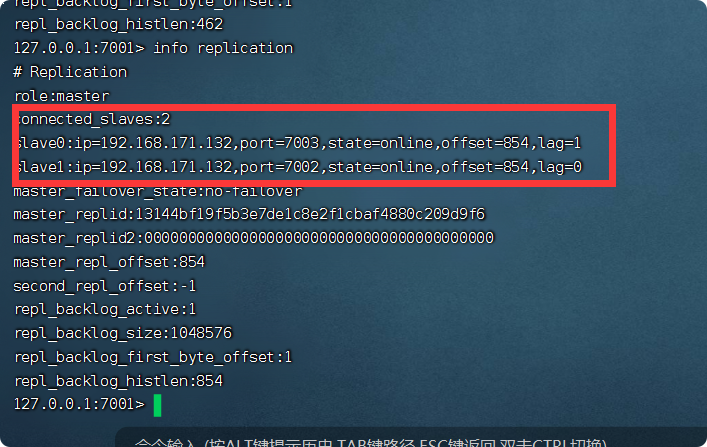 repl_backlog_first_byte_offset:1
repl_backlog_histlen:462
127.0.0.1:7001> info replication
# Replication
role:master
connected_slaves:2
slave0:ip=192.168.171.132,port=7003,state=online,offset=854,lag=1
slave1:ip=192.168.171.132,port=7002,state=online,offset=854,lag=0
master_failover_state:no-failover
master_replid:13144bf19f5b3e7de1c8e2f1cbaf4880c209d9f6
master_replid2:0000000000000000000000000000000000000000
master_repl_offset:854
second_repl_offset:-1
repl_backlog_active:1
repl_backlog_size:1048576
repl_backlog_first_byte_offset:1
repl_backlog_histlen:854
127.0.0.1:7001>
命令输入 (按ALT键提示历史,TAB键路径,ESC键返回,双击CTRL切换)